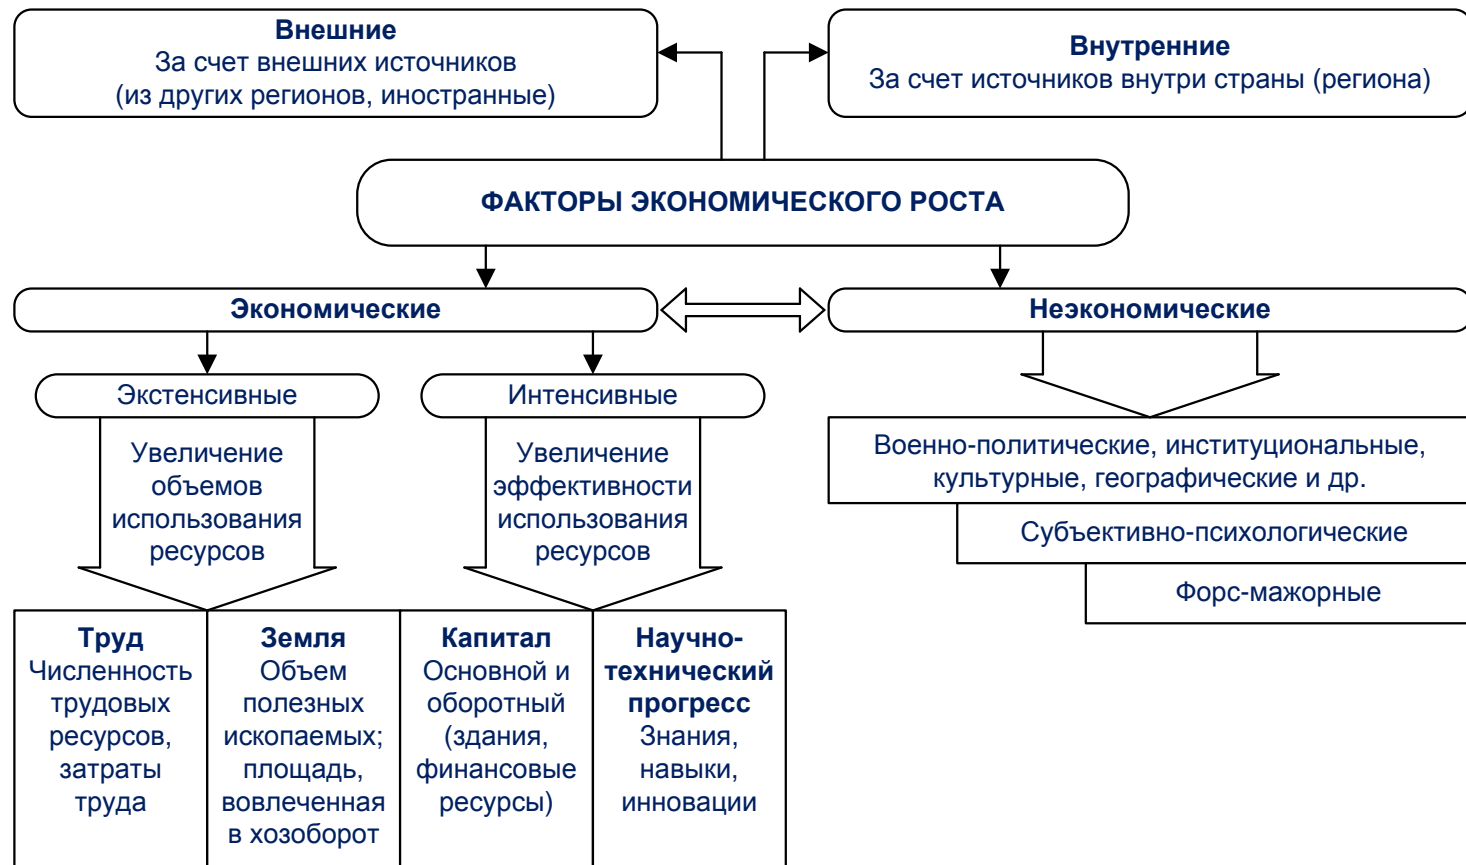 Внешние
За счет внешних источников
(из других регионов, иностранные)
Внутренние
За счет источников внутри страны (региона)
ФАКТОРЫ ЭКОНОМИЧЕСКОГО РОСТА
Экономические
Неэкономические
Экстенсивные
Интенсивные
Увеличение
объемов
использования
ресурсов
Увеличение
эффективности
использования
ресурсов
Военно-политические, институциональные,
культурные, географические и др.
Субъективно-психологические
Форс-мажорные
Труд
Численность
трудовых
ресурсов,
затраты
труда
Земля
Объем
полезных
ископаемых;
площадь,
вовлеченная
в хозоборот
Капитал
Основной и
оборотный
(здания,
финансовые
ресурсы)
Научно-
технический
прогресс
Знания,
навыки,
инновации